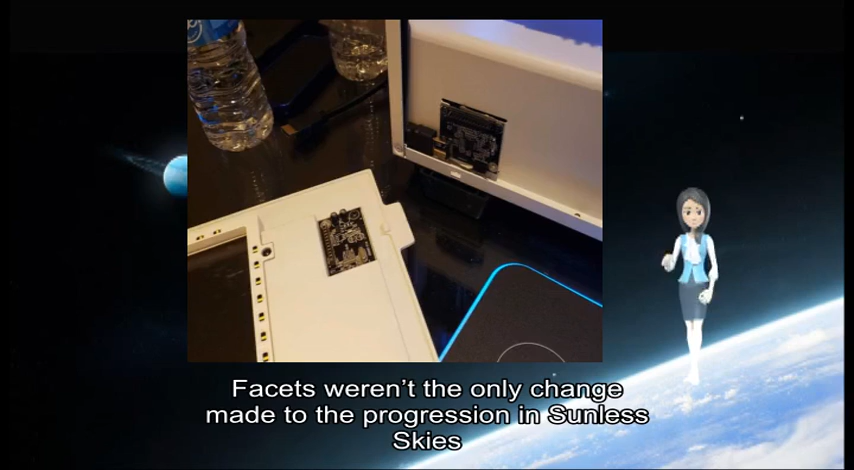 Facets weren't the only change
made to the progression in Sunless
Skies